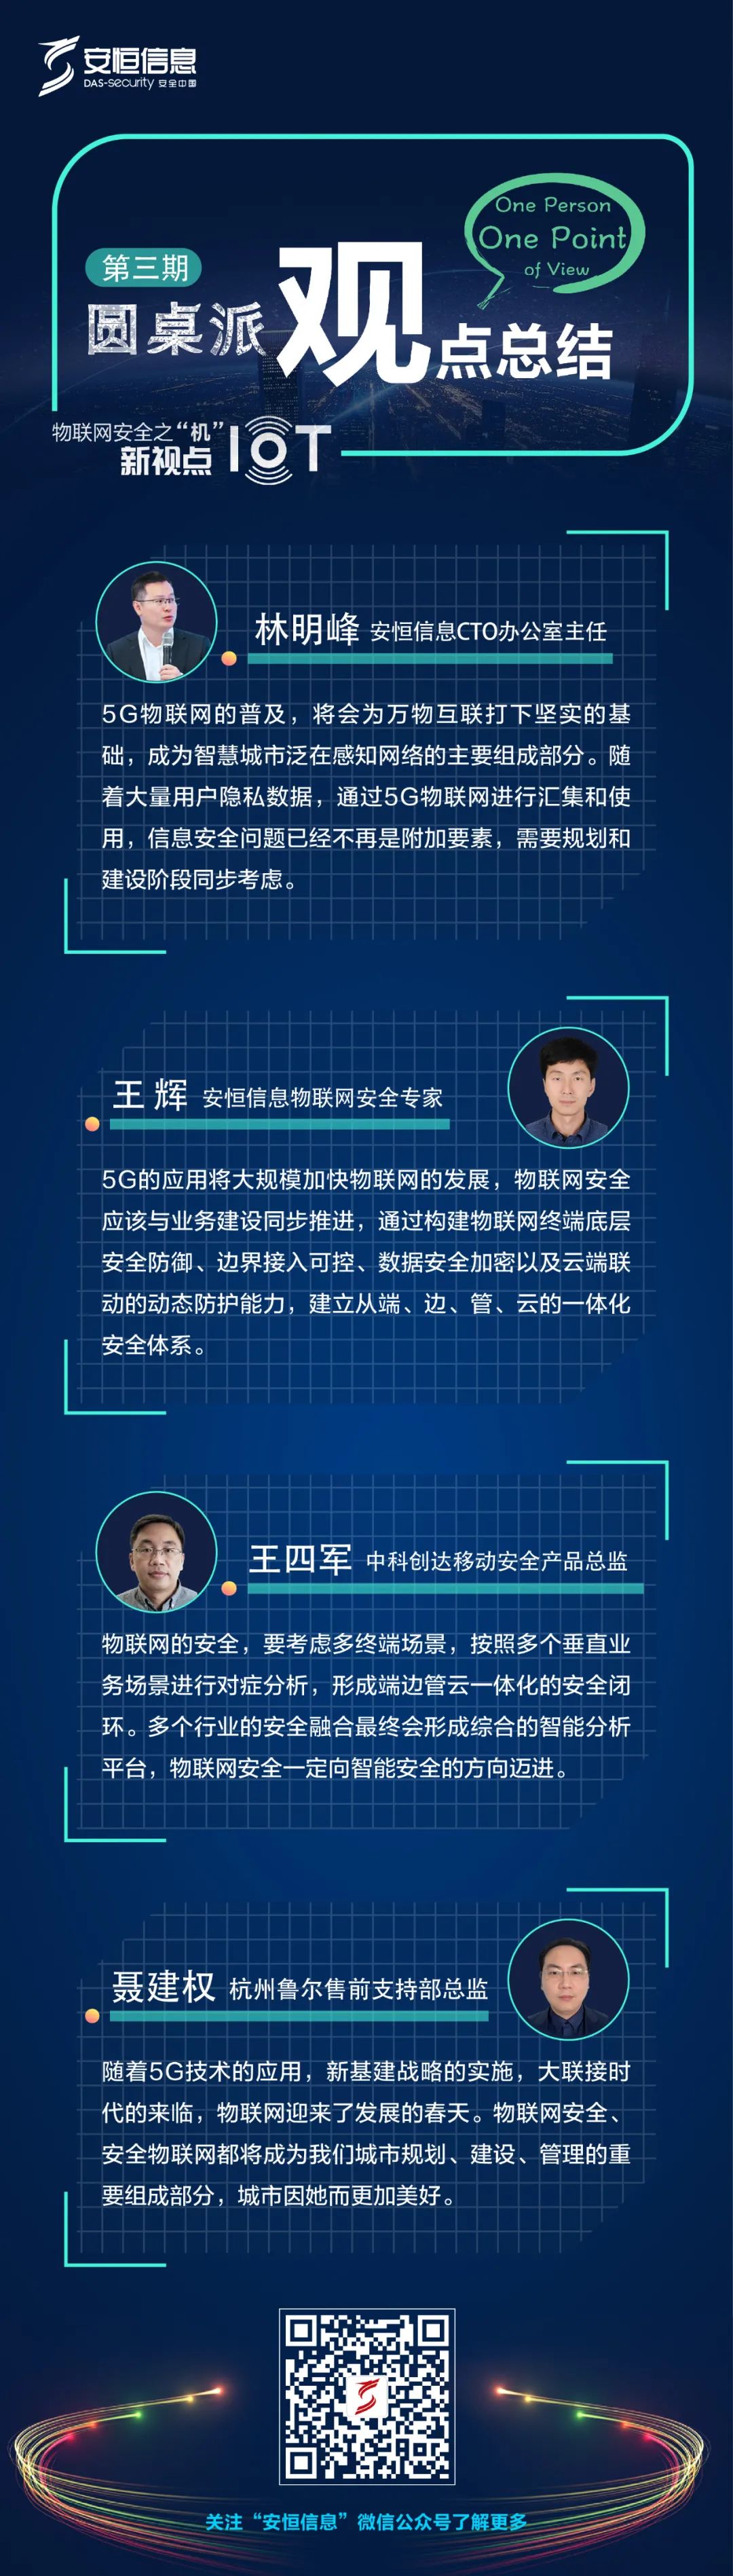 安恒信息
DAS-security 安全中国
One Person
One Point
of View
第三期
圆桌派观点总结
物联网安全之“机”
新视点 IOT
林明峰 安恒信息CTO办公室主任
5G物联网的普及，将会为万物互联打下坚实的基
础，成为智慧城市泛在感知网络的主要组成部分。随
着大量用户隐私数据，通过5G物联网进行汇集和使
用，信息安全问题已经不再是附加要素，需要规划和
建设阶段同步考虑。
王辉 安恒信息物联网安全专家
5G的应用将大规模加快物联网的发展，物联网安全
应该与业务建设同步推进，通过构建物联网终端底层
安全防御、边界接入可控、数据安全加密以及云端联
动的动态防护能力，建立从端、边、管、云的一体化
安全体系。
王四军 中科创达移动安全产品总监
物联网的安全，要考虑多终端场景，按照多个垂直业
务场景进行对症分析，形成端边管云一体化的安全闭
环。多个行业的安全融合最终会形成综合的智能分析
平台，物联网安全一定向智能安全的方向迈进。
聂建权 杭州鲁尔售前支持部总监
随着5G技术的应用，新基建战略的实施，大联接时
代的来临，物联网迎来了发展的春天。物联网安全、
安全物联网都将成为我们城市规划、建设、管理的重
要组成部分，城市因她而更加美好。
关注“安恒信息”微信公众号了解更多